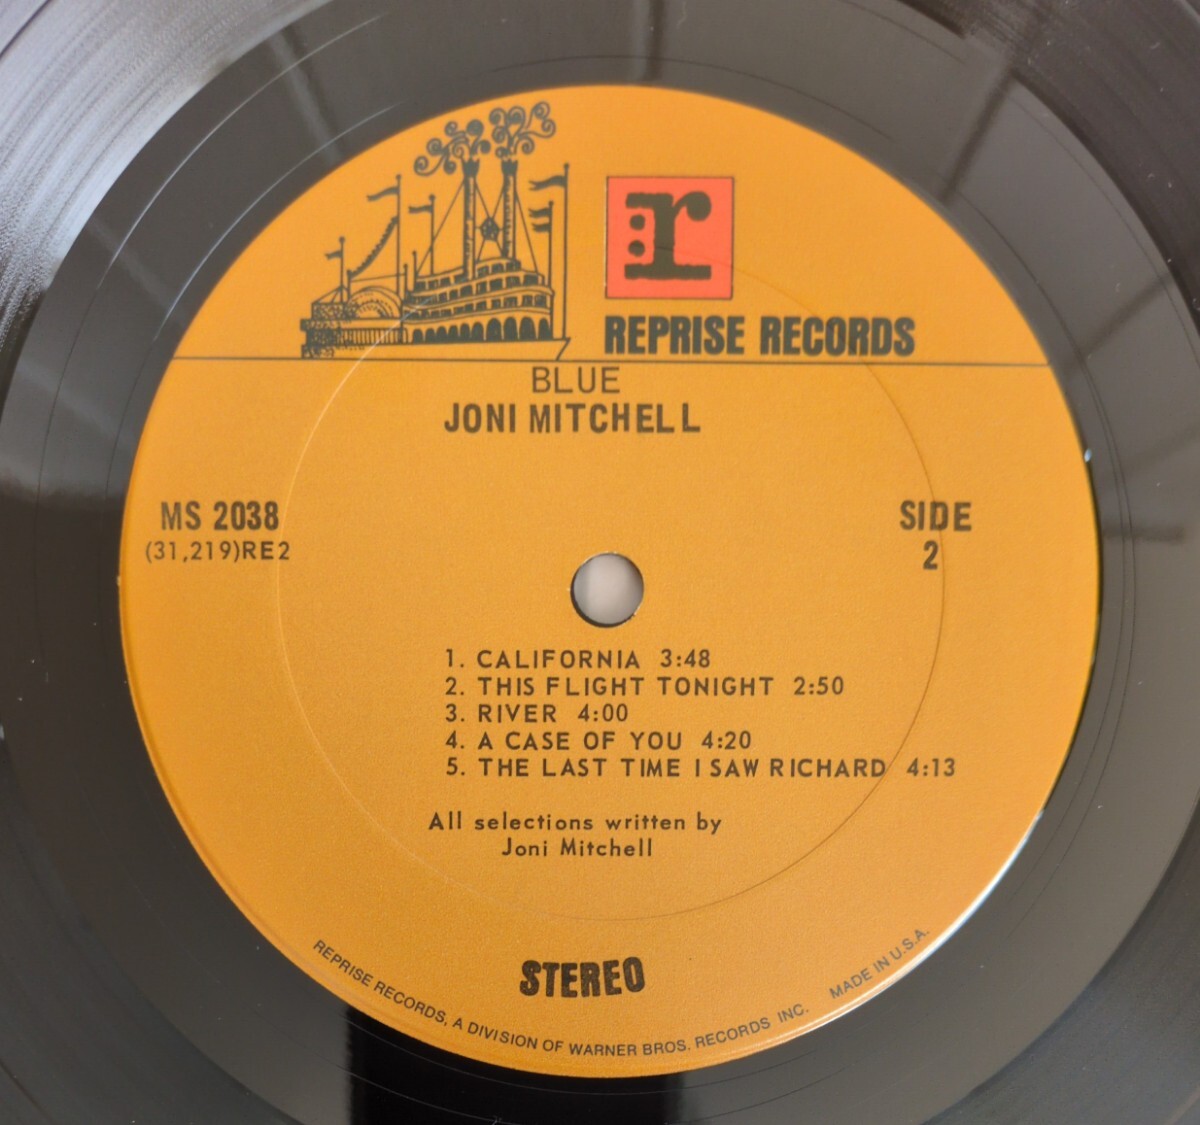 r:
REPRISE RECORDS
BLUE
JONI MITCHELL
MS 2038
(31,219)RE2
SIDE
2
1. CALIFORNIA 3:48
2. THIS FLIGHT TONIGHT 2:50
3. RIVER 4:00
4. A CASE OF YOU 4:20
5. THE LAST TIME I SAW RICHARD 4:13
All selections written by
Joni Mitchell
STEREO
REPRISE RECORDS, A DIVISION OF WARNER BROS. RECORDS INC. MADE IN U.S.A.